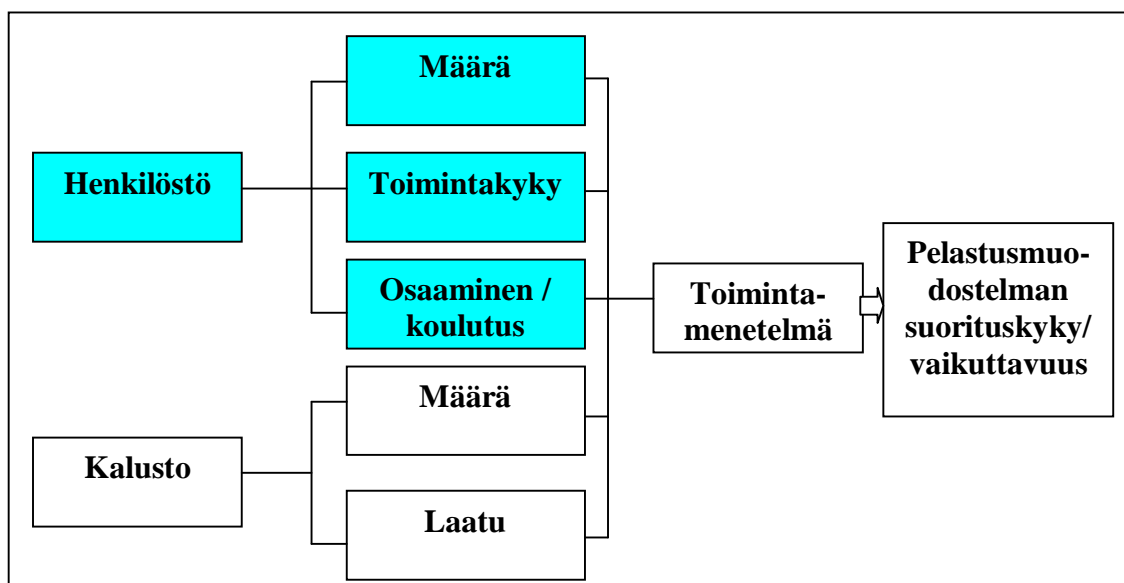 Määrä
Henkilöstö
Toimintakyky
Osaaminen /
koulutus
Määrä
Kalusto
Laatu
Toiminta-
menetelmä
Pelastusmuo-
dostelman
suorituskyky/
vaikuttavuus